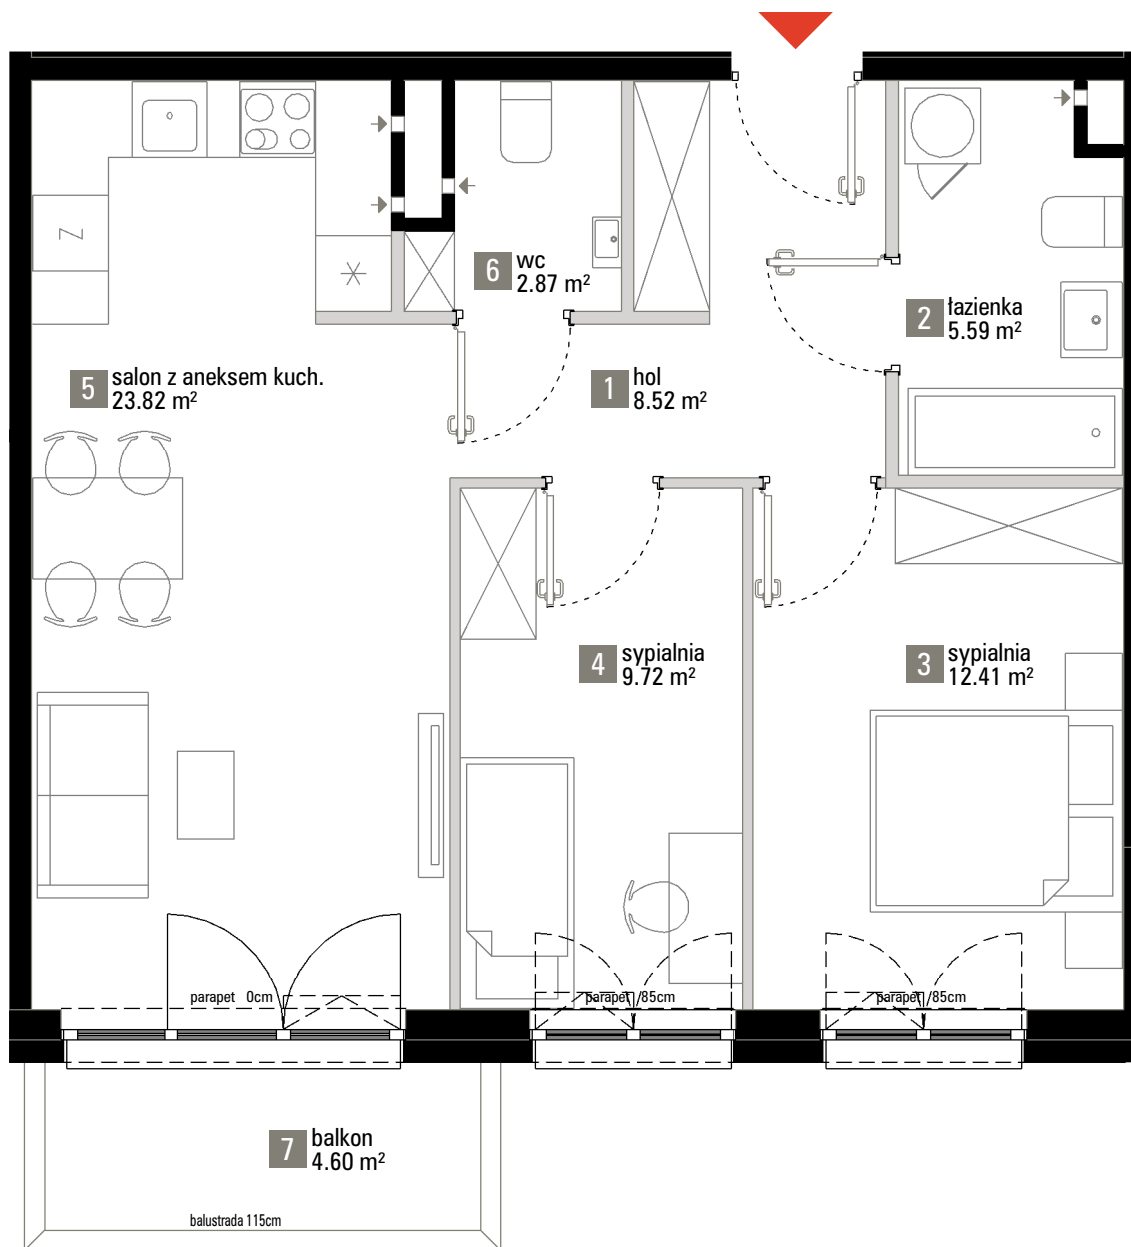 6
wc
2.87 m²
2
łazienka
5.59 m²
5
salon z aneksem kuch.
23.82 m²
1
hol
8.52 m²
Z
4
sypialnia
9.72 m²
3
sypialnia
12.41 m²
parapet 0cm
parapet /85cm
parapet /85cm
7
balkon
4.60 m²
balustrada 115cm